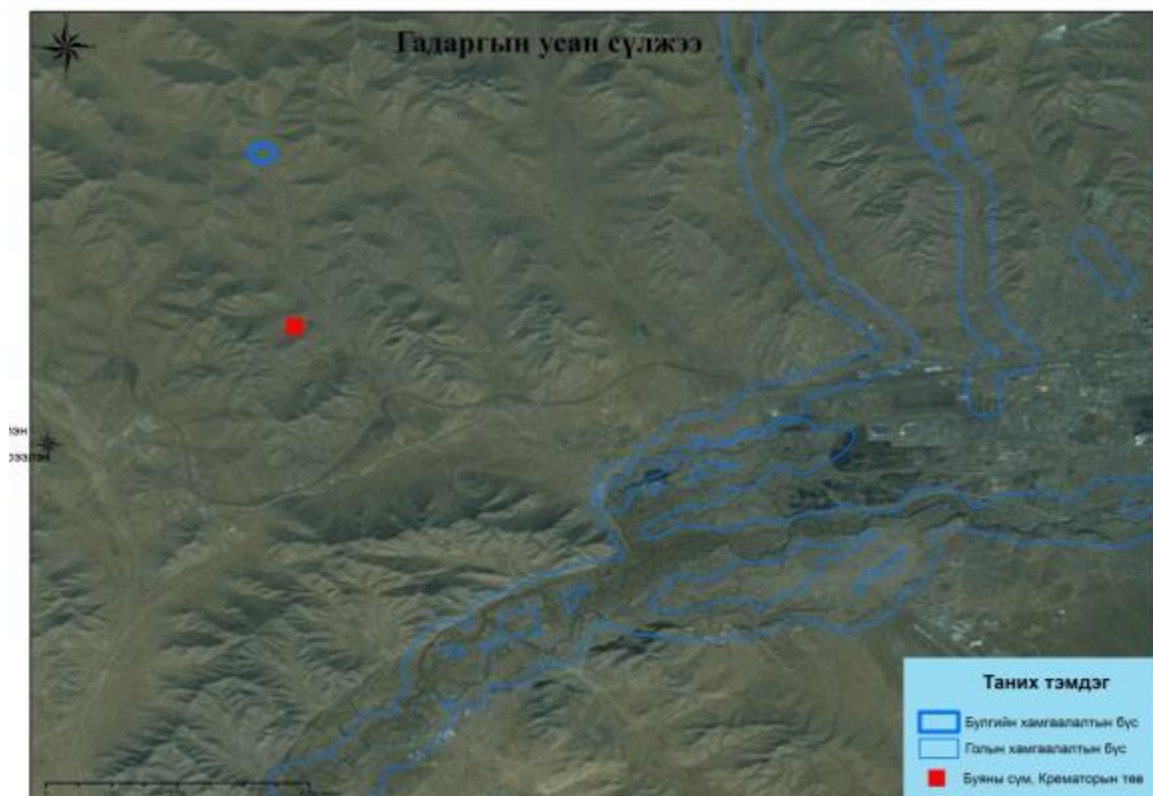 Гадаргын усан сүлжээ
Таних тэмдэг
Булгийн хамгаалалтын бүс
Голын хамгаалалтын бүс
Буяны сүм. Крематорын төв